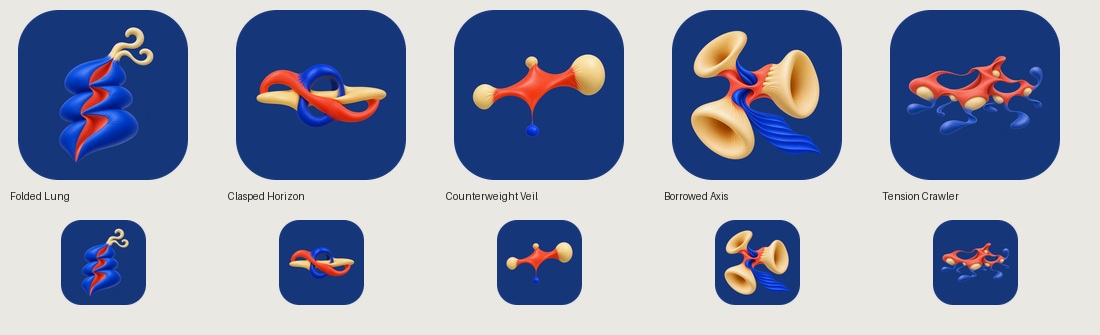 Folded Lung
Clasped Horizon
Counterweight Veil
Borrowed Axis
Tension Crawler